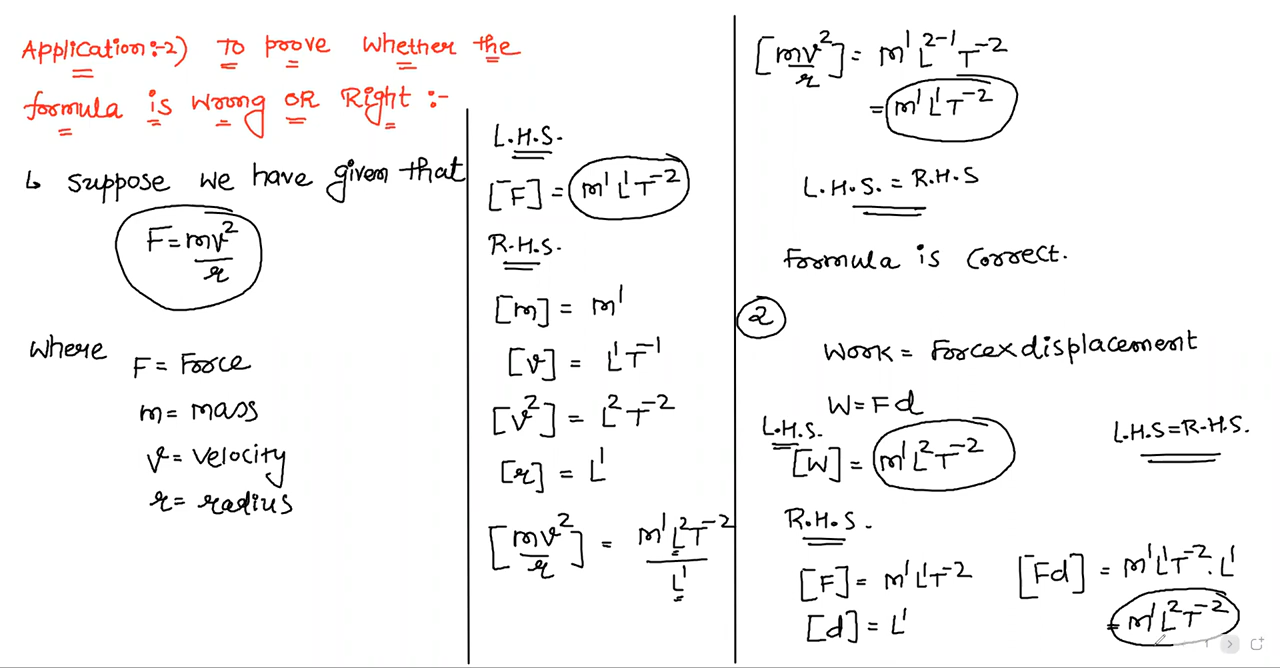 Application:-2) To prove whether the
formula is wrong OR Right :-
↳ suppose we have given that
F = mv²/r
where
F = Force
m = mass
v = velocity
r = radius
L.H.S.
[F] = M¹L¹T⁻²
R.H.S.
[m] = M¹
[v] = L¹T⁻¹
[v²] = L²T⁻²
[r] = L¹
[mv²/r] = M¹L²T⁻²/L¹
[mv²/r] = M¹L²⁻¹T⁻²
= M¹L¹T⁻²
L.H.S. = R.H.S
Formula is correct.
②
Work = Force x displacement
W = Fd
L.H.S.
[W] = M¹L²T⁻²
R.H.S.
[F] = M¹L¹T⁻²
[d] = L¹
[Fd] = M¹L¹T⁻².L¹
= M¹L²T⁻²
L.H.S = R.H.S.